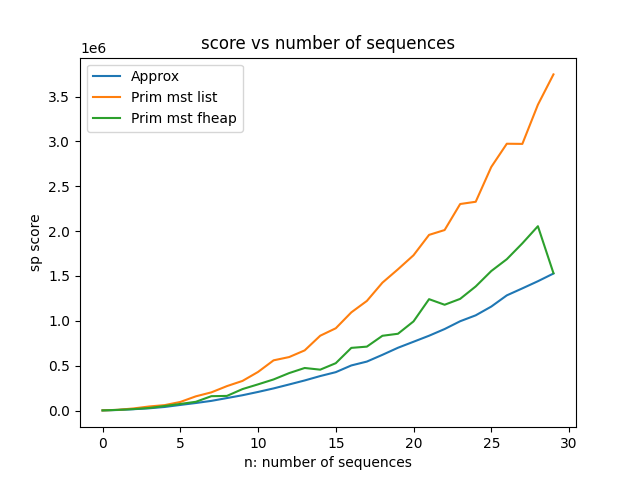 score vs number of sequences
1e6
Approx
Prim mst list
Prim mst fheap
3.5
3.0
2.5
2.0
1.5
1.0
0.5
0.0
sp score
0 5 10 15 20 25 30
n: number of sequences